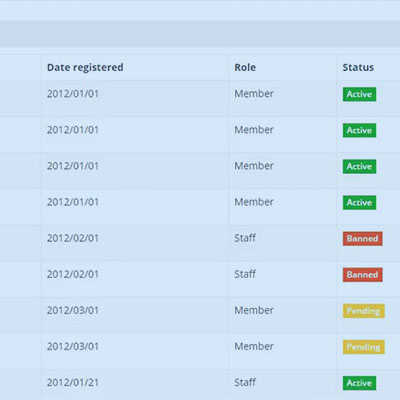 Date registered Role Status
2012/01/01 Member Active
2012/01/01 Member Active
2012/01/01 Member Active
2012/01/01 Member Active
2012/02/01 Staff Banned
2012/02/01 Staff Banned
2012/03/01 Member Pending
2012/03/01 Member Pending
2012/01/21 Staff Active